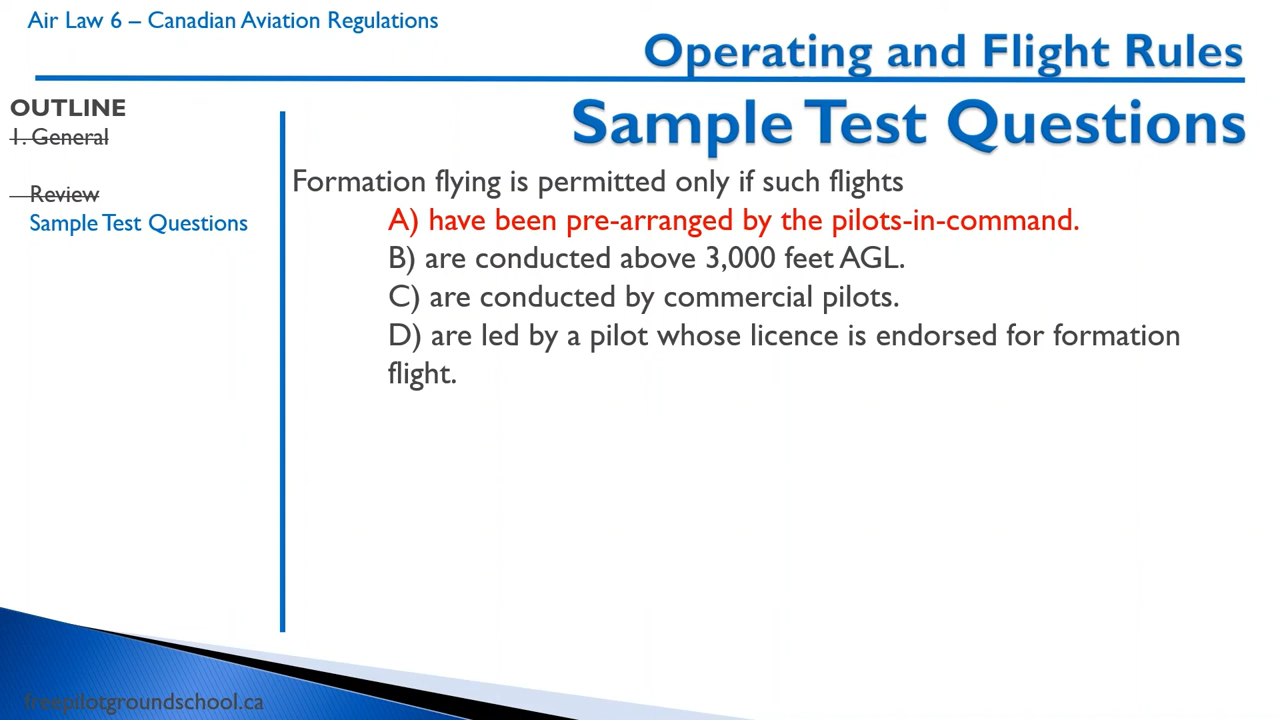 Air Law 6 – Canadian Aviation Regulations
Operating and Flight Rules
Sample Test Questions
OUTLINE
1. General
Review
Sample Test Questions
Formation flying is permitted only if such flights
A) have been pre-arranged by the pilots-in-command.
B) are conducted above 3,000 feet AGL.
C) are conducted by commercial pilots.
D) are led by a pilot whose licence is endorsed for formation
flight.
freepilotgroundschool.ca